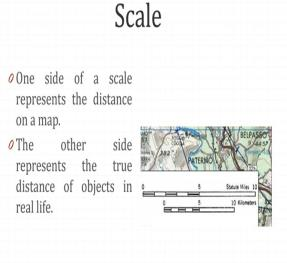 Scale
One side of a scale
represents the distance
on a map.
The other side
represents the true
distance of objects in
real life.
BELPASSO
PATERNO
0 5 Statute Miles 10
0 5 10 Kilometers